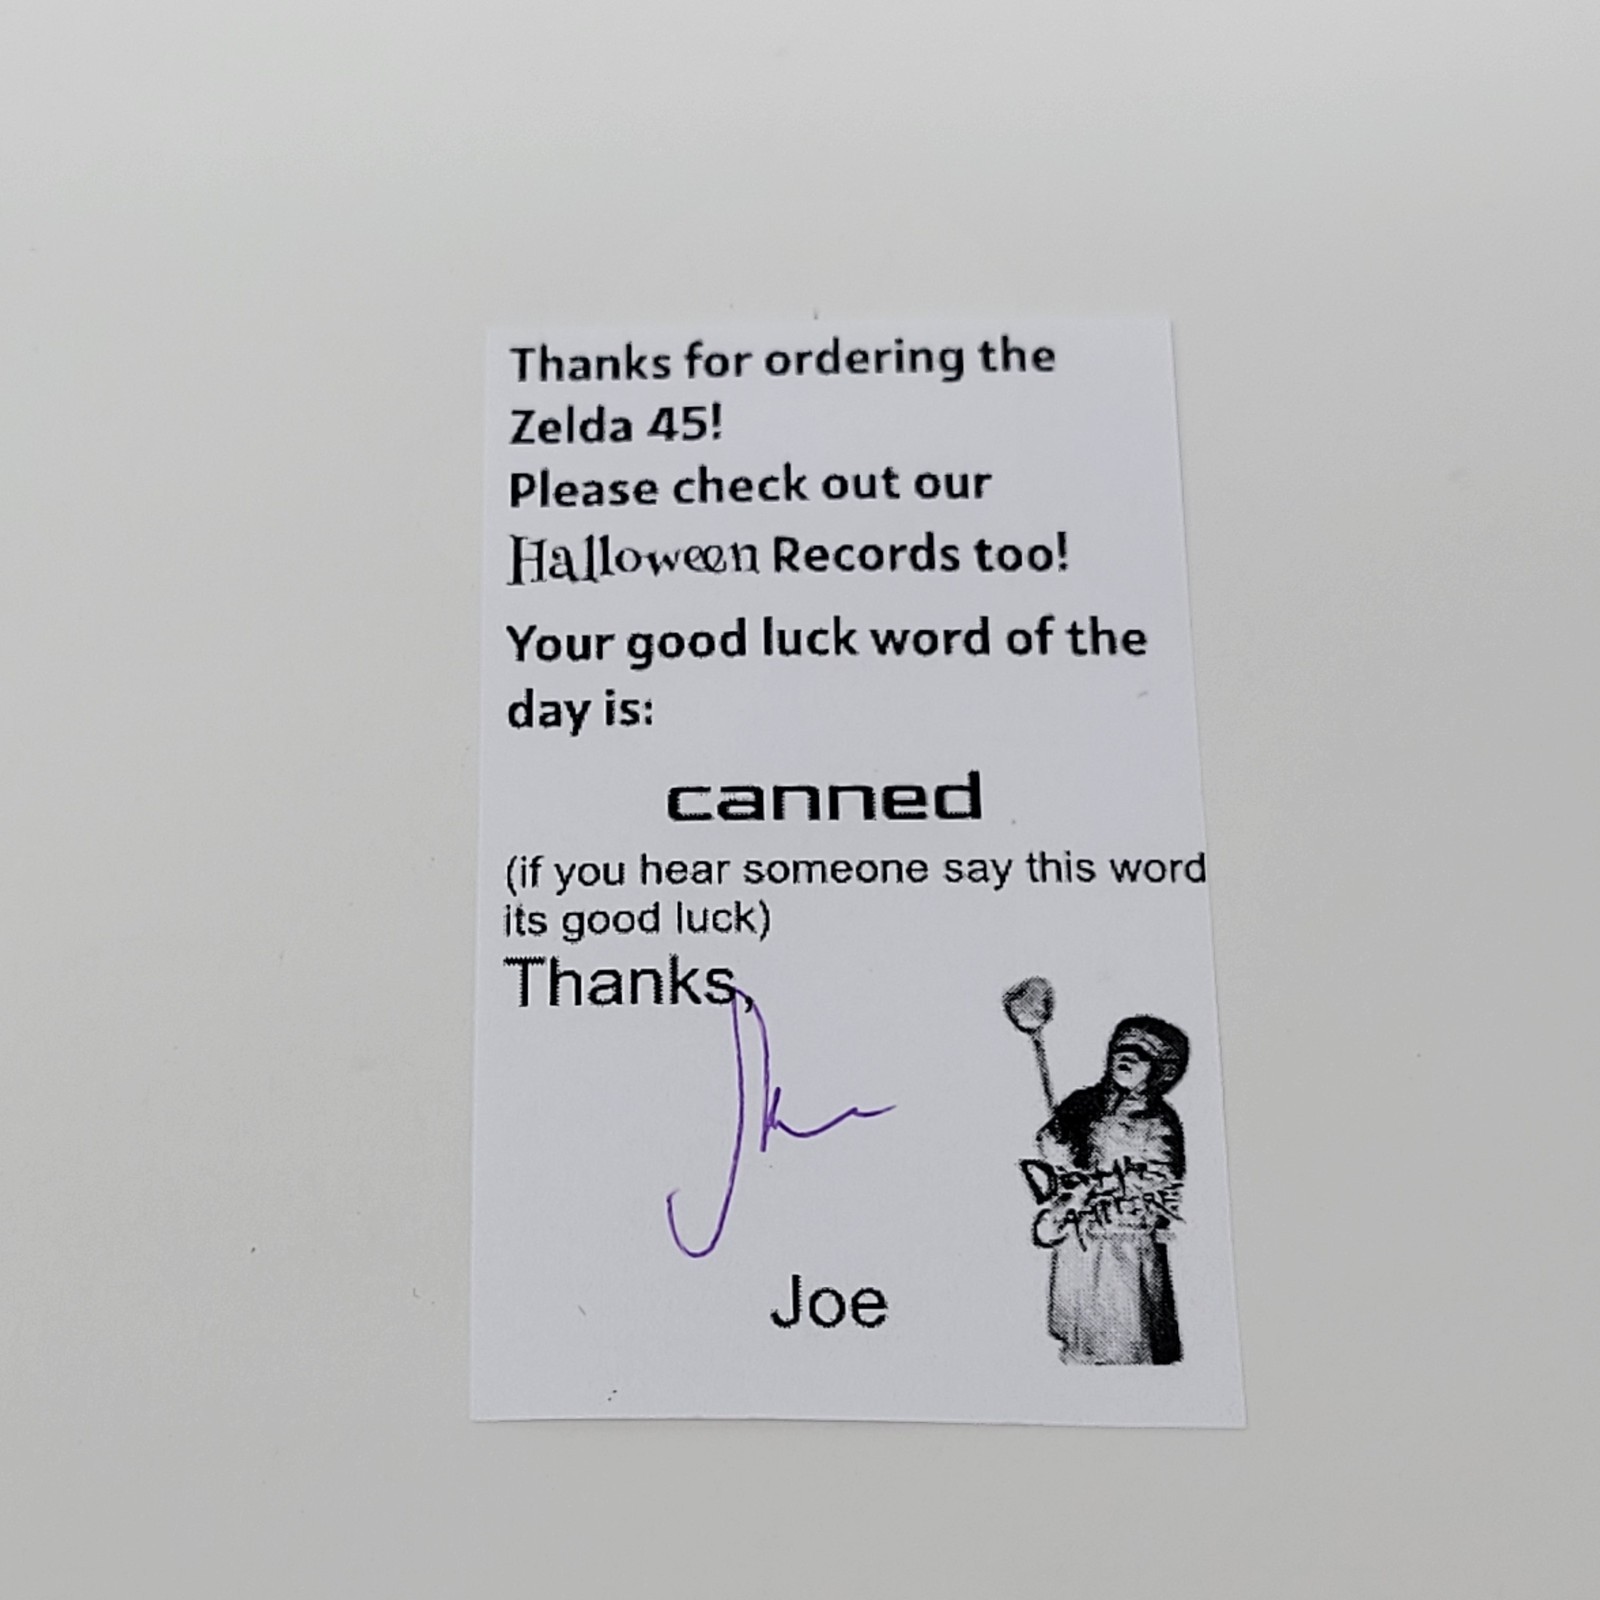 Thanks for ordering the
Zelda 45!
Please check out our
Halloween Records too!
Your good luck word of the
day is:
canned
(if you hear someone say this word
its good luck)
Thanks,
Joe